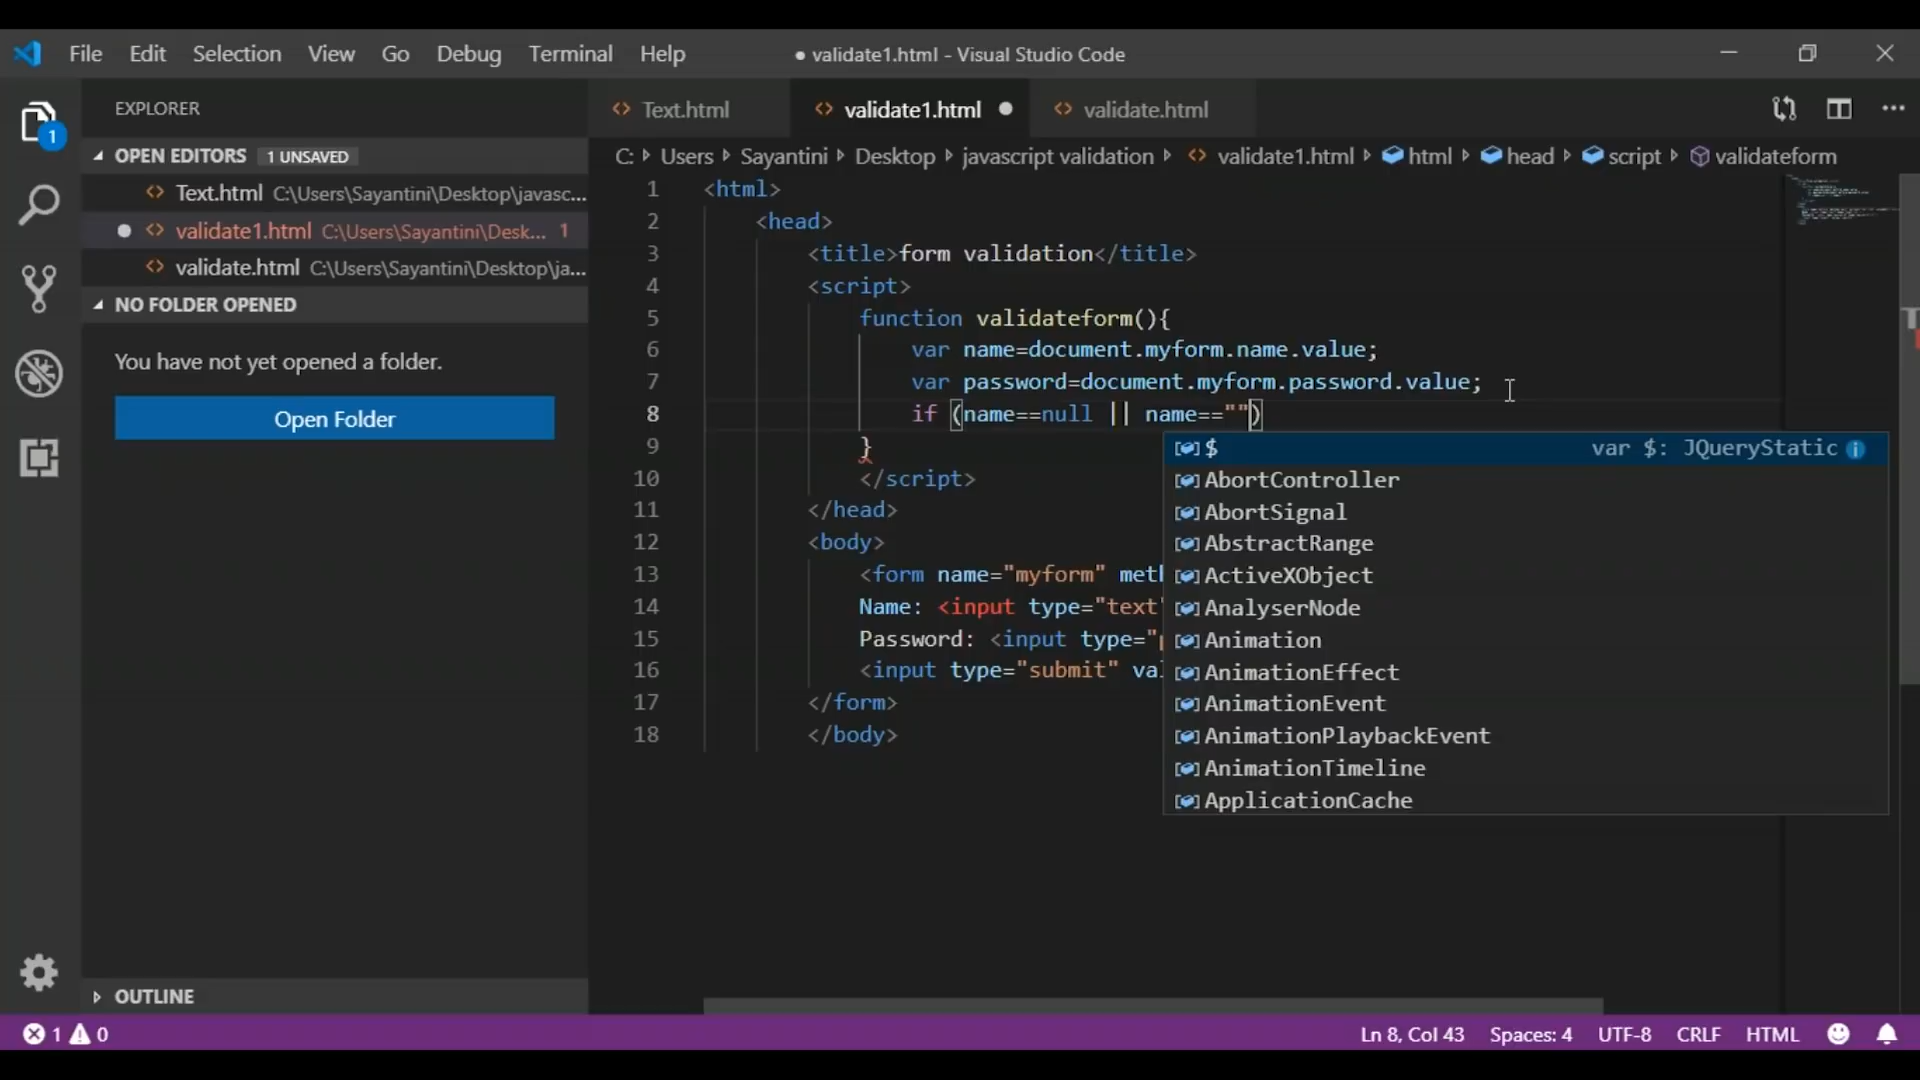 File Edit Selection View Go Debug Terminal Help ● validate1.html - Visual Studio Code
EXPLORER
Text.html validate1.html validate.html
OPEN EDITORS 1 UNSAVED
C: Users Sayantini Desktop javascript validation validate1.html html head script validateform
Text.html C:\Users\Sayantini\Desktop\javasc...
validate1.html C:\Users\Sayantini\Desk... 1
validate.html C:\Users\Sayantini\Desktop\ja...
NO FOLDER OPENED
You have not yet opened a folder.
Open Folder
OUTLINE
1 <html>
2 <head>
3 <title>form validation</title>
4 <script>
5 function validateform(){
6 var name=document.myform.name.value;
7 var password=document.myform.password.value;
8 if (name==null || name=="")
9 }
10 </script>
11 </head>
12 <body>
13 <form name="myform" met
14 Name: <input type="text"
15 Password: <input type="
16 <input type="submit" va
17 </form>
18 </body>
$ var $: JQueryStatic
AbortController
AbortSignal
AbstractRange
ActiveXObject
AnalyserNode
Animation
AnimationEffect
AnimationEvent
AnimationPlaybackEvent
AnimationTimeline
ApplicationCache
1 0 Ln 8, Col 43 Spaces: 4 UTF-8 CRLF HTML
1